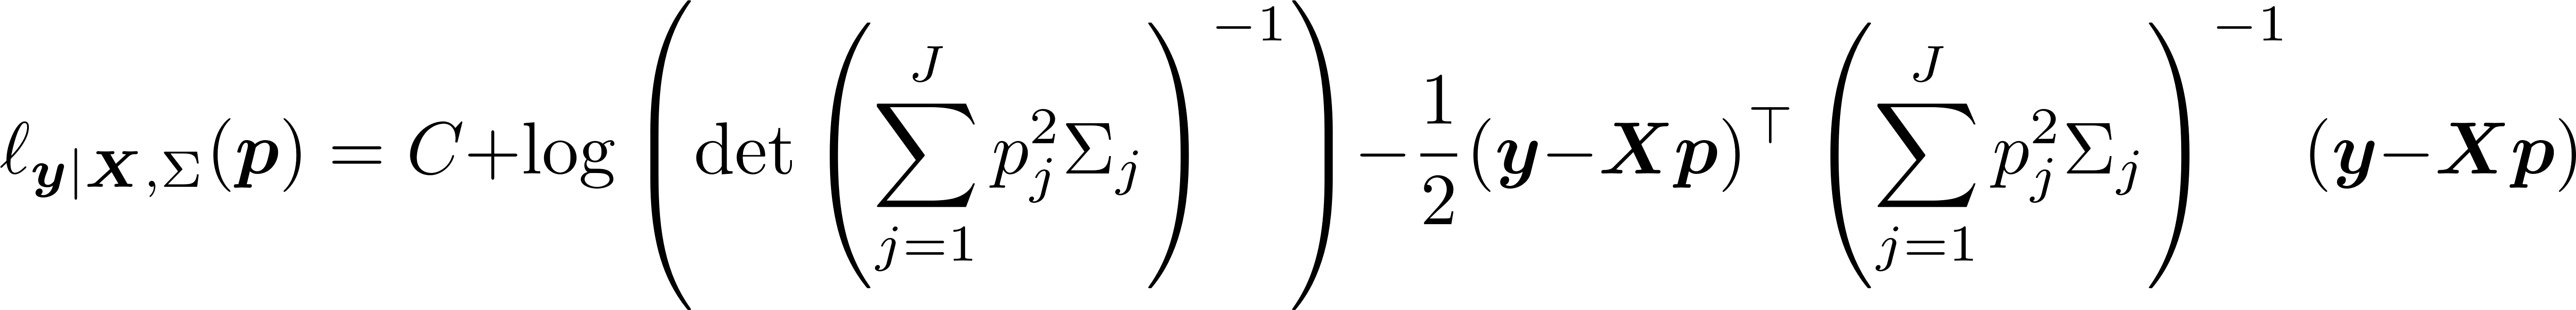 ℓ_{𝒚|𝑿,Σ}(𝒑) = C + log(det(∑_{j=1}^{J} p_j^2 Σ_j)^{−1}) − 1/2 (𝒚 − 𝑿𝒑)^⊤ (∑_{j=1}^{J} p_j^2 Σ_j)^{−1} (𝒚 − 𝑿𝒑)